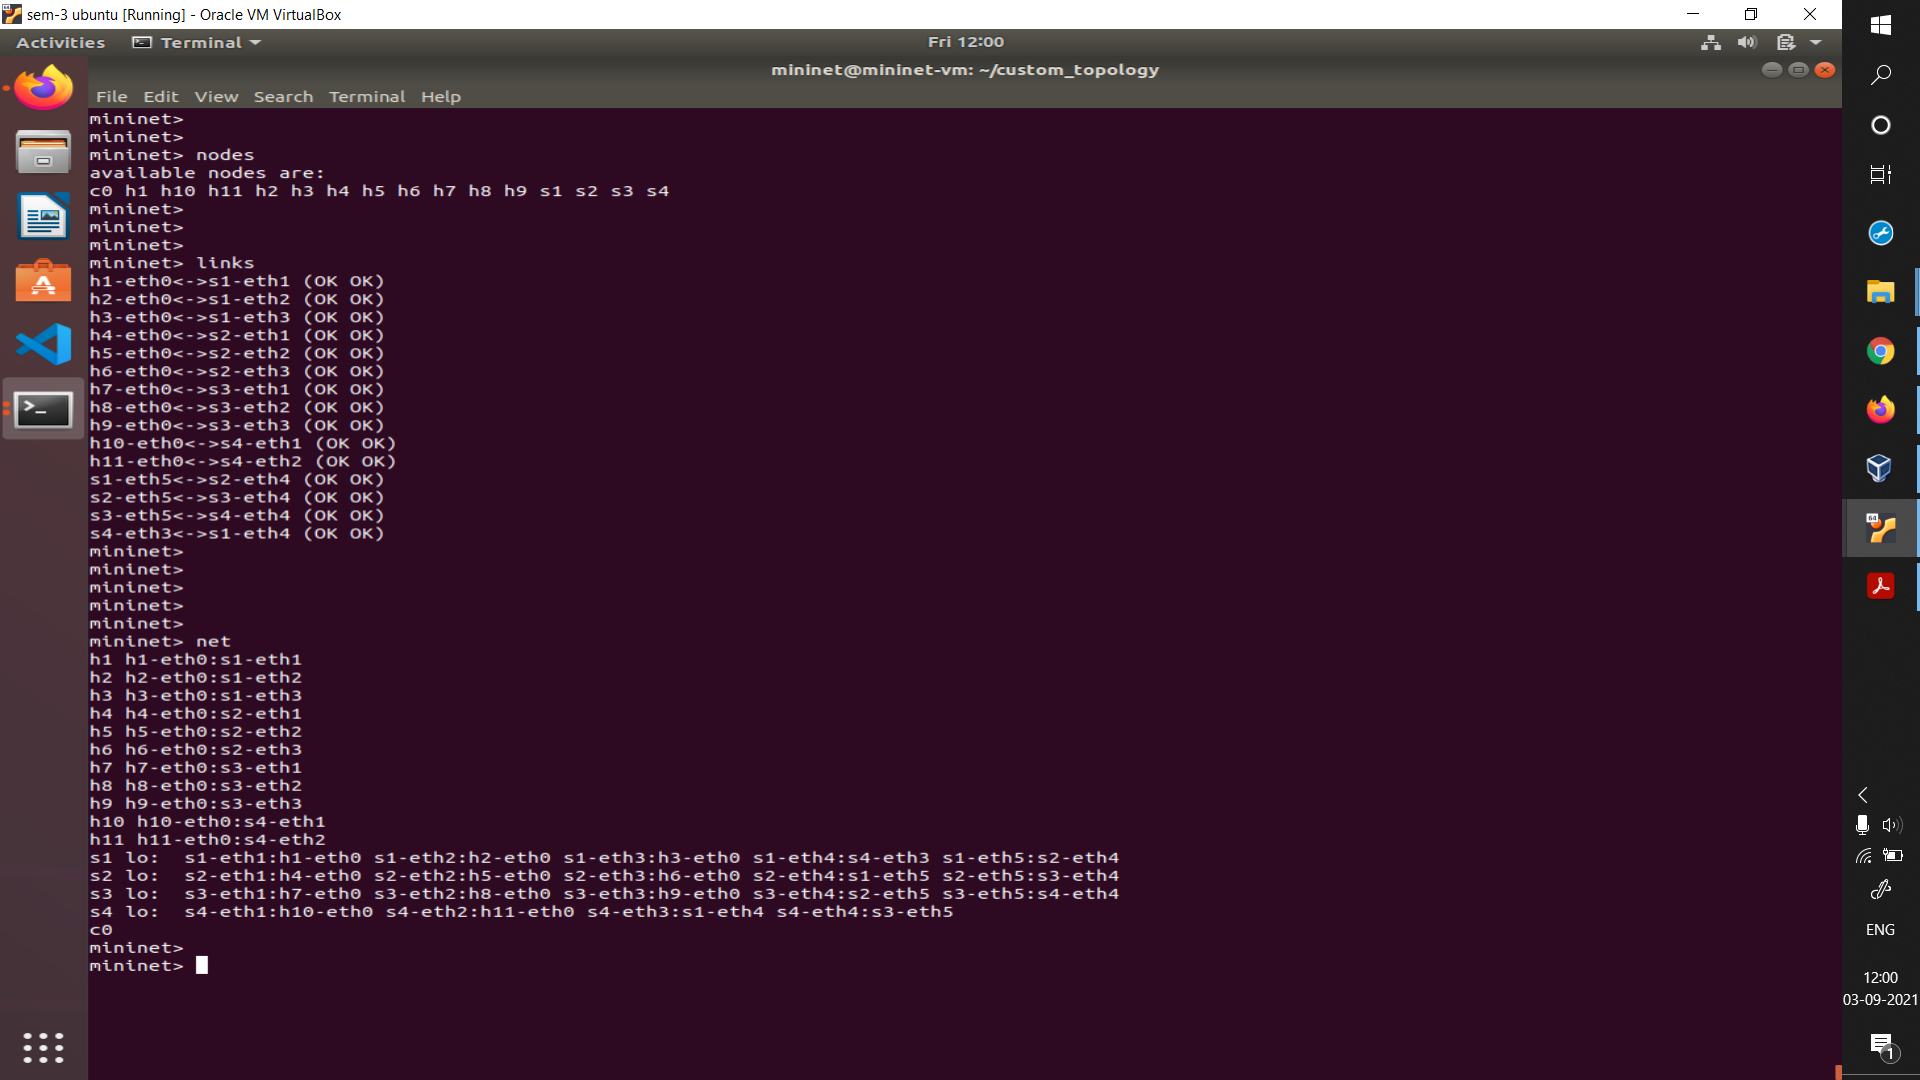 sem-3 ubuntu [Running] - Oracle VM VirtualBox
Activities Terminal Fri 12:00
mininet@mininet-vm: ~/custom_topology
File Edit View Search Terminal Help
mininet>
mininet>
mininet> nodes
available nodes are:
c0 h1 h10 h11 h2 h3 h4 h5 h6 h7 h8 h9 s1 s2 s3 s4
mininet>
mininet>
mininet>
mininet> links
h1-eth0<->s1-eth1 (OK OK)
h2-eth0<->s1-eth2 (OK OK)
h3-eth0<->s1-eth3 (OK OK)
h4-eth0<->s2-eth1 (OK OK)
h5-eth0<->s2-eth2 (OK OK)
h6-eth0<->s2-eth3 (OK OK)
h7-eth0<->s3-eth1 (OK OK)
h8-eth0<->s3-eth2 (OK OK)
h9-eth0<->s3-eth3 (OK OK)
h10-eth0<->s4-eth1 (OK OK)
h11-eth0<->s4-eth2 (OK OK)
s1-eth5<->s2-eth4 (OK OK)
s2-eth5<->s3-eth4 (OK OK)
s3-eth5<->s4-eth4 (OK OK)
s4-eth3<->s1-eth4 (OK OK)
mininet>
mininet>
mininet>
mininet>
mininet>
mininet> net
h1 h1-eth0:s1-eth1
h2 h2-eth0:s1-eth2
h3 h3-eth0:s1-eth3
h4 h4-eth0:s2-eth1
h5 h5-eth0:s2-eth2
h6 h6-eth0:s2-eth3
h7 h7-eth0:s3-eth1
h8 h8-eth0:s3-eth2
h9 h9-eth0:s3-eth3
h10 h10-eth0:s4-eth1
h11 h11-eth0:s4-eth2
s1 lo:  s1-eth1:h1-eth0 s1-eth2:h2-eth0 s1-eth3:h3-eth0 s1-eth4:s4-eth3 s1-eth5:s2-eth4
s2 lo:  s2-eth1:h4-eth0 s2-eth2:h5-eth0 s2-eth3:h6-eth0 s2-eth4:s1-eth5 s2-eth5:s3-eth4
s3 lo:  s3-eth1:h7-eth0 s3-eth2:h8-eth0 s3-eth3:h9-eth0 s3-eth4:s2-eth5 s3-eth5:s4-eth4
s4 lo:  s4-eth1:h10-eth0 s4-eth2:h11-eth0 s4-eth3:s1-eth4 s4-eth4:s3-eth5
c0
mininet>
mininet>
64
ENG
12:00
03-09-2021
1